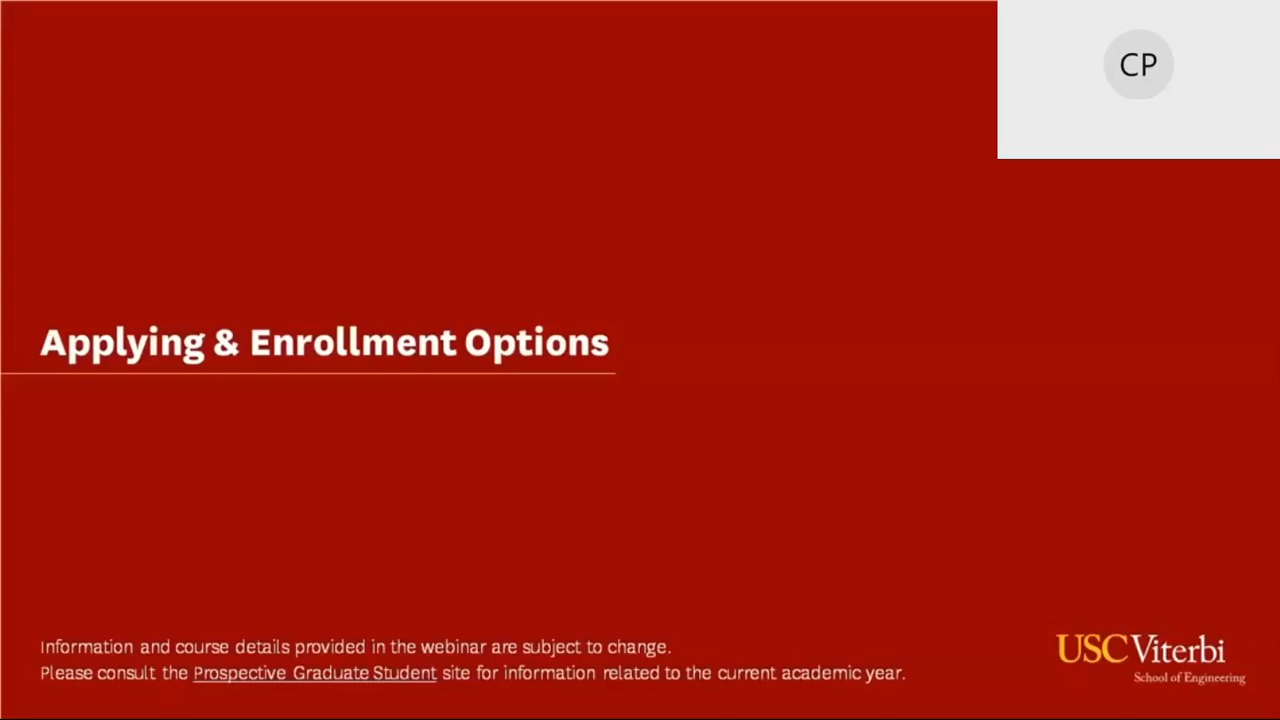 CP
Applying & Enrollment Options
Information and course details provided in the webinar are subject to change.
Please consult the Prospective Graduate Student site for information related to the current academic year.
USC Viterbi
School of Engineering